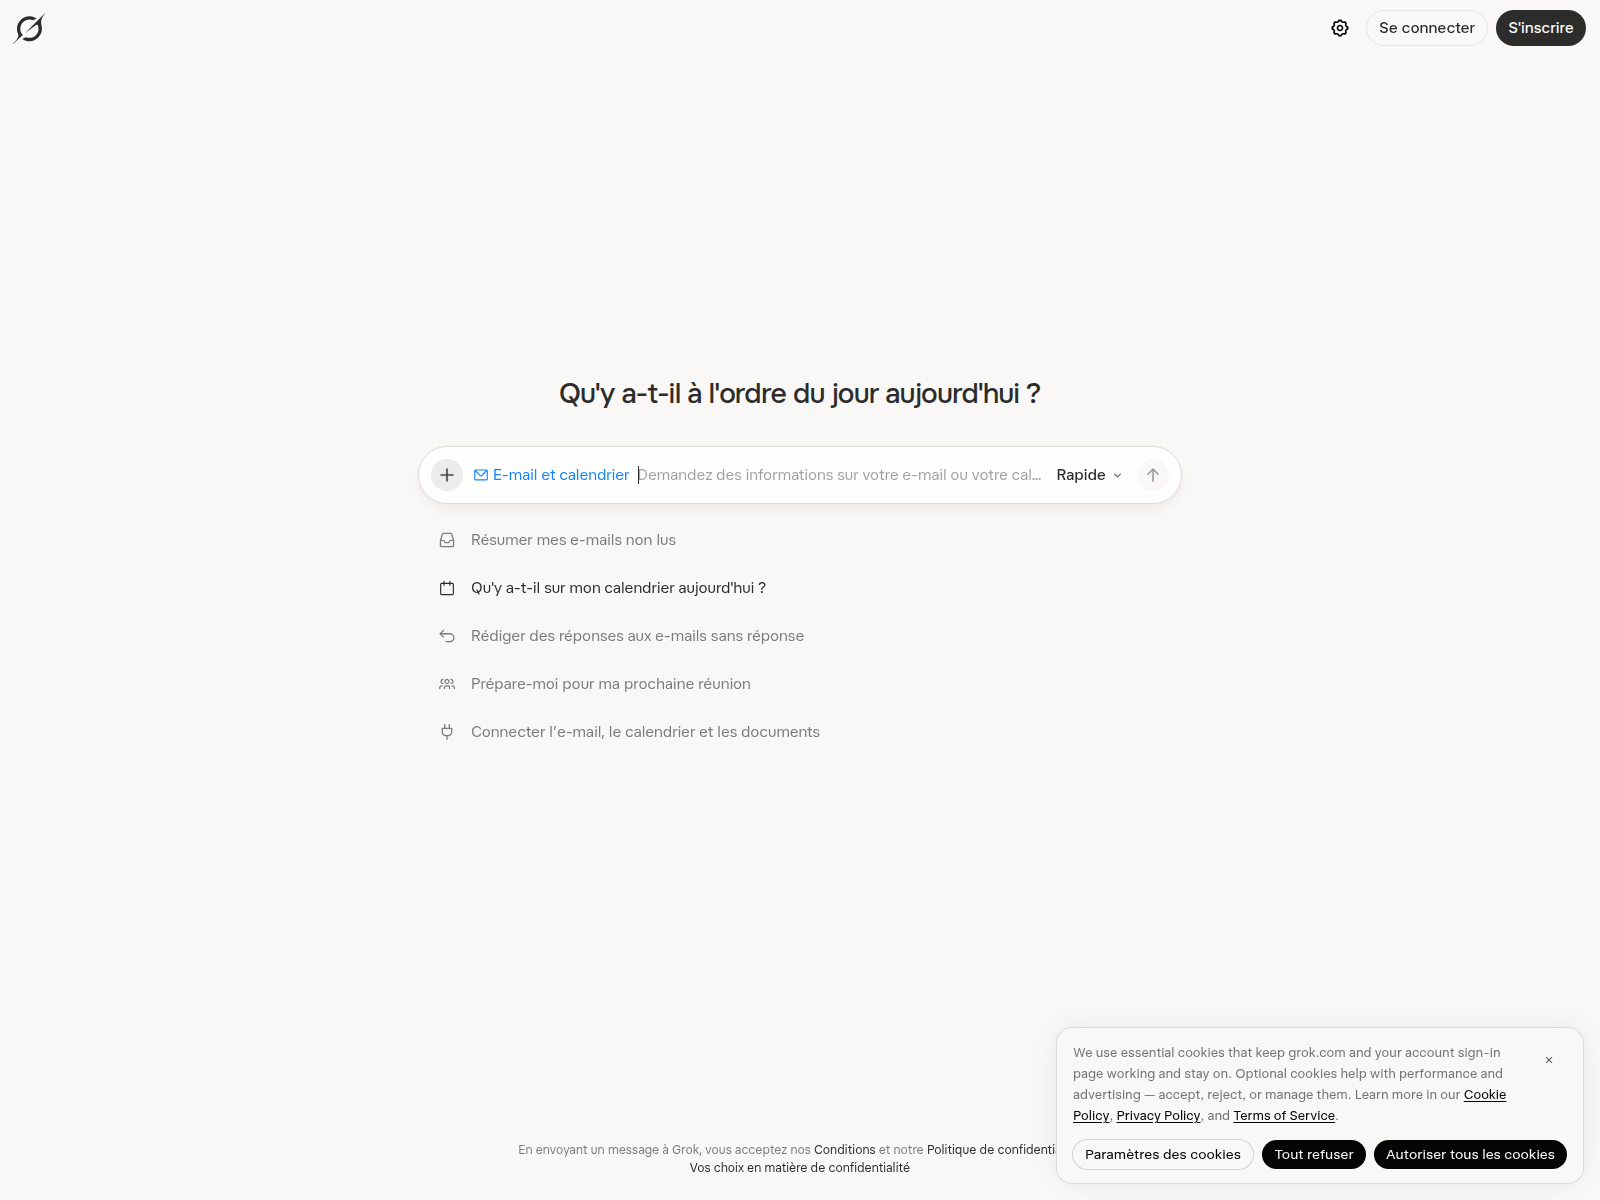 Se connecter
S'inscrire
Qu'y a-t-il à l'ordre du jour aujourd'hui ?
E-mail et calendrier Demandez des informations sur votre e-mail ou votre cal... Rapide
Résumer mes e-mails non lus
Qu'y a-t-il sur mon calendrier aujourd'hui ?
Rédiger des réponses aux e-mails sans réponse
Prépare-moi pour ma prochaine réunion
Connecter l’e-mail, le calendrier et les documents
We use essential cookies that keep grok.com and your account sign-in
page working and stay on. Optional cookies help with performance and
advertising — accept, reject, or manage them. Learn more in our Cookie
Policy, Privacy Policy, and Terms of Service.
Paramètres des cookies
Tout refuser
Autoriser tous les cookies
En envoyant un message à Grok, vous acceptez nos Conditions et notre Politique de
Vos choix en matière de confidentialité